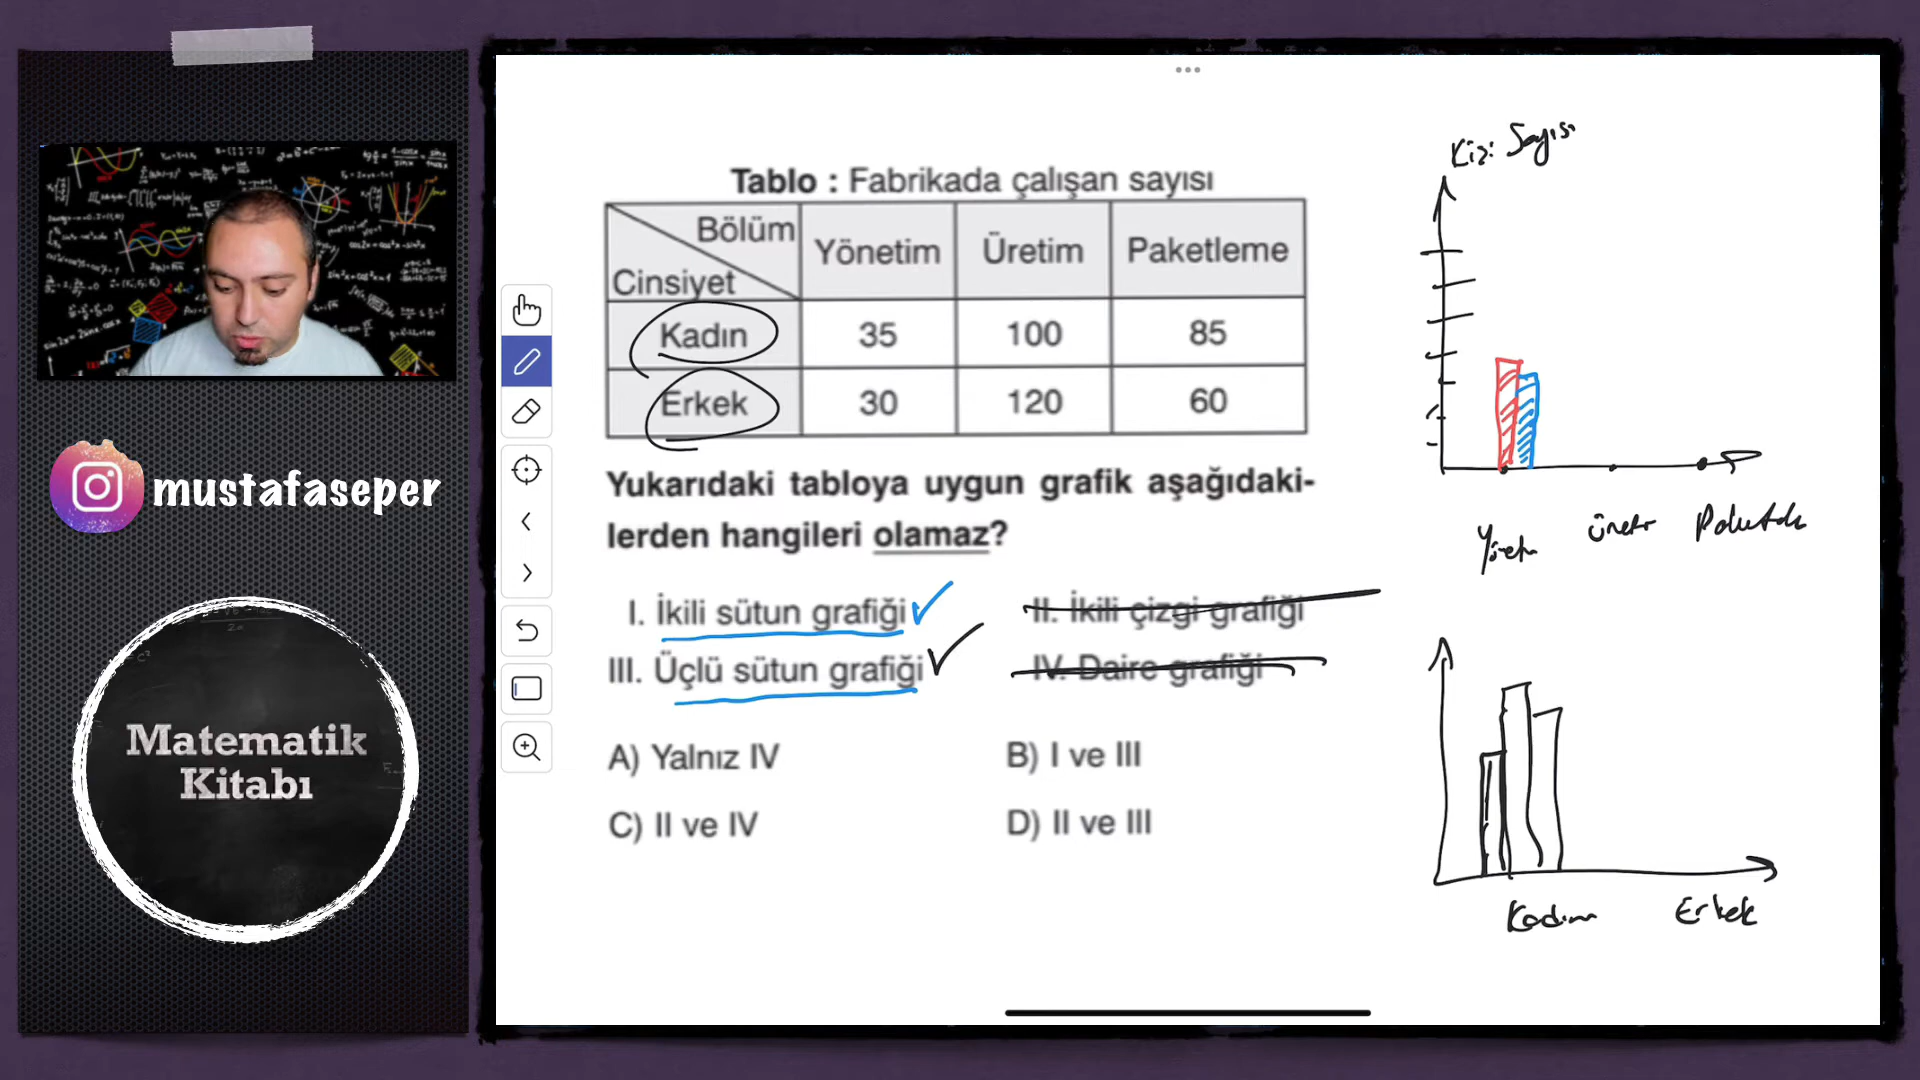 mustafaseper
Matematik
Kitabı
Tablo : Fabrikada çalışan sayısı
Bölüm
Cinsiyet
Yönetim Üretim Paketleme
Kadın 35 100 85
Erkek 30 120 60
Yukarıdaki tabloya uygun grafik aşağıdaki-
lerden hangileri olamaz?
I. İkili sütun grafiği
II. İkili çizgi grafiği
III. Üçlü sütun grafiği
IV. Daire grafiği
A) Yalnız IV
B) I ve III
C) II ve IV
D) II ve III
Kişi Sayısı
Kadın
Erkek